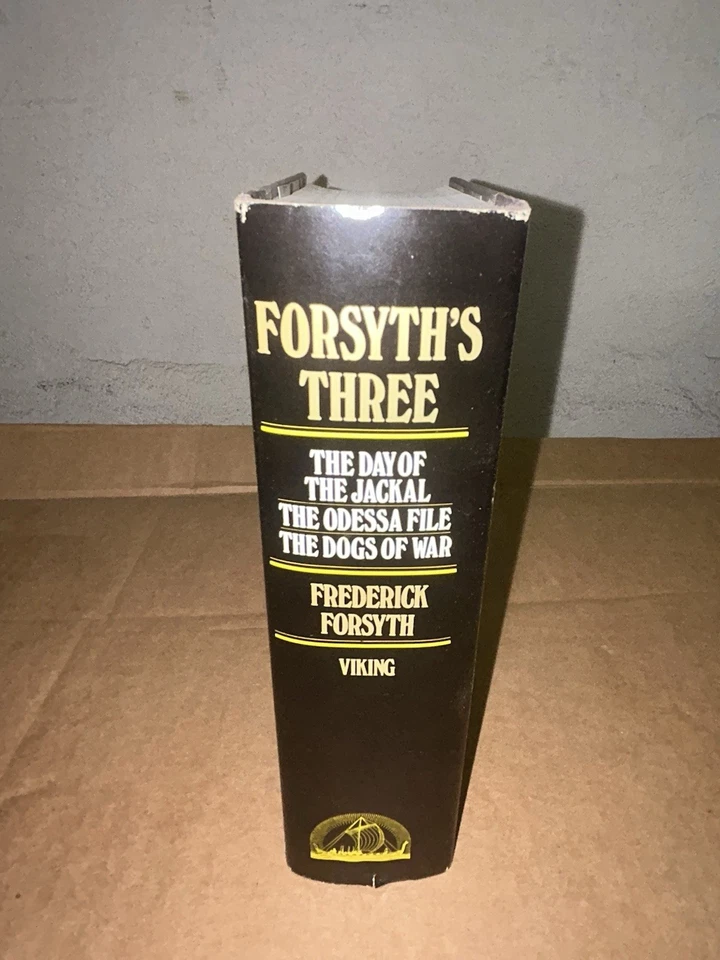 FORSYTH'S
THREE
THE DAY OF
THE JACKAL
THE ODESSA FILE
THE DOGS OF WAR
FREDERICK
FORSYTH
VIKING